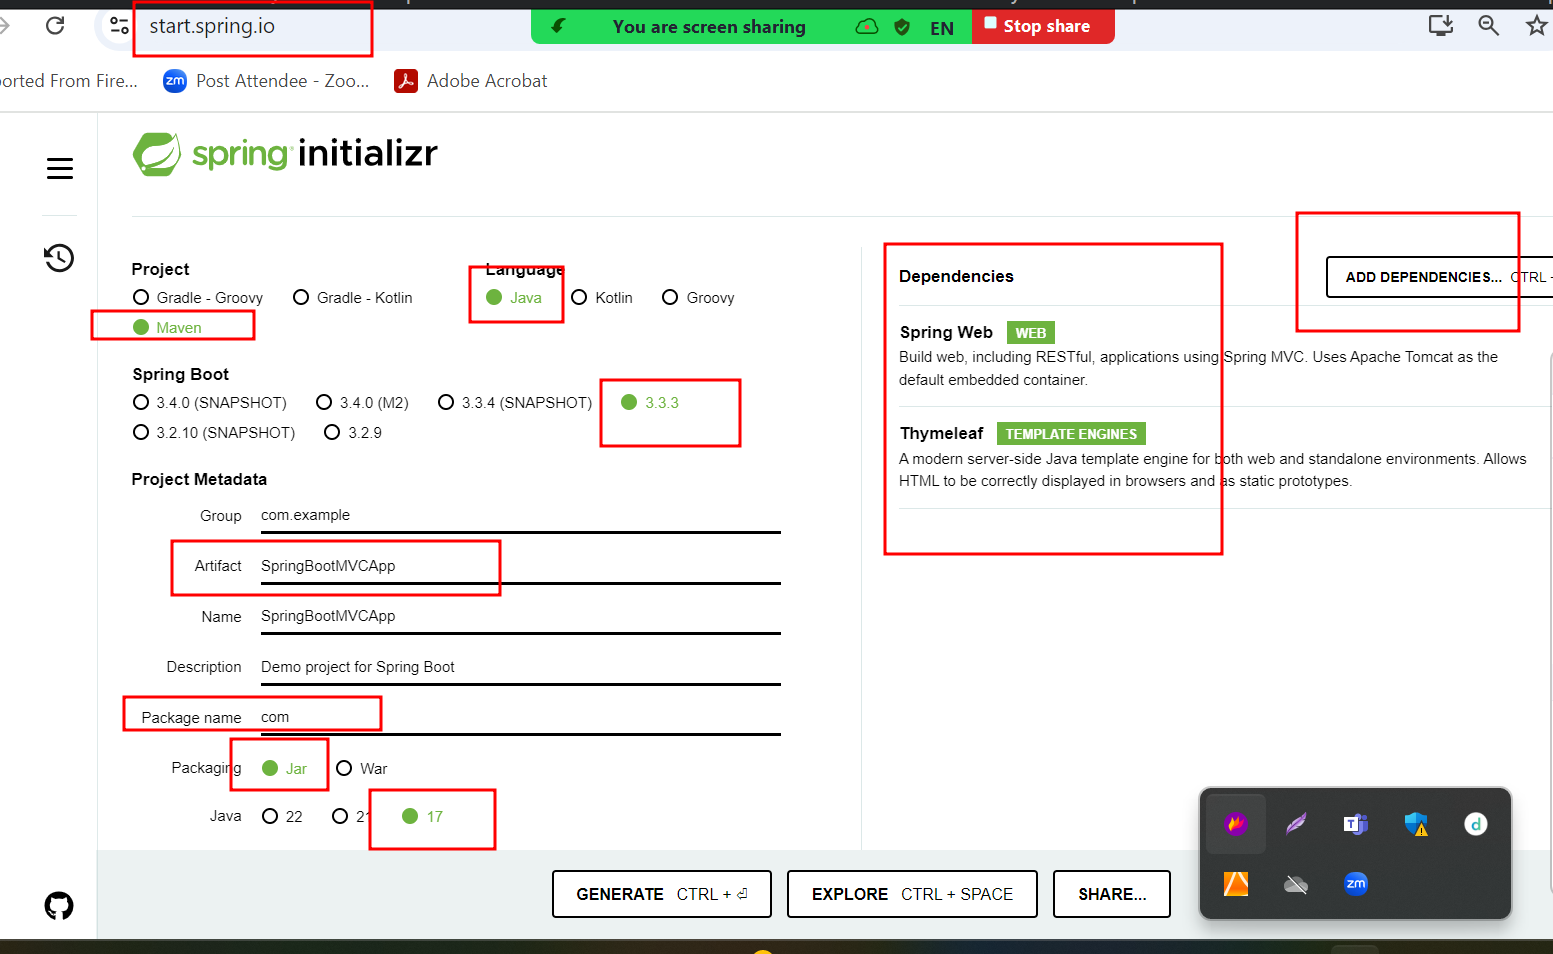 start.spring.io
You are screen sharing
EN
Stop share
orted From Fire...
zm
Post Attendee - Zoo...
Adobe Acrobat
spring initializr
Project
Language
Dependencies
ADD DEPENDENCIES... CTRL +
Gradle - Groovy
Gradle - Kotlin
Java
Kotlin
Groovy
Maven
Spring Web WEB
Build web, including RESTful, applications using Spring MVC. Uses Apache Tomcat as the
default embedded container.
Spring Boot
3.4.0 (SNAPSHOT)
3.4.0 (M2)
3.3.4 (SNAPSHOT)
3.3.3
3.2.10 (SNAPSHOT)
3.2.9
Thymeleaf TEMPLATE ENGINES
A modern server-side Java template engine for both web and standalone environments. Allows
HTML to be correctly displayed in browsers and as static prototypes.
Project Metadata
Group com.example
Artifact SpringBootMVCApp
Name SpringBootMVCApp
Description Demo project for Spring Boot
Package name com
Packaging Jar War
Java 22 21 17
GENERATE CTRL + ⏎
EXPLORE CTRL + SPACE
SHARE...
T
d
zm